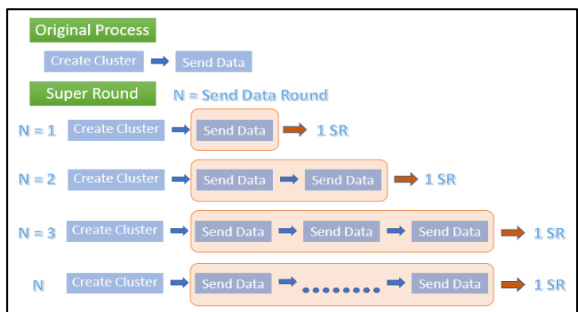 Original Process
Create Cluster Send Data
Super Round N = Send Data Round
N = 1 Create Cluster Send Data 1 SR
N = 2 Create Cluster Send Data Send Data 1 SR
N = 3 Create Cluster Send Data Send Data Send Data 1 SR
N Create Cluster Send Data ........ Send Data 1 SR